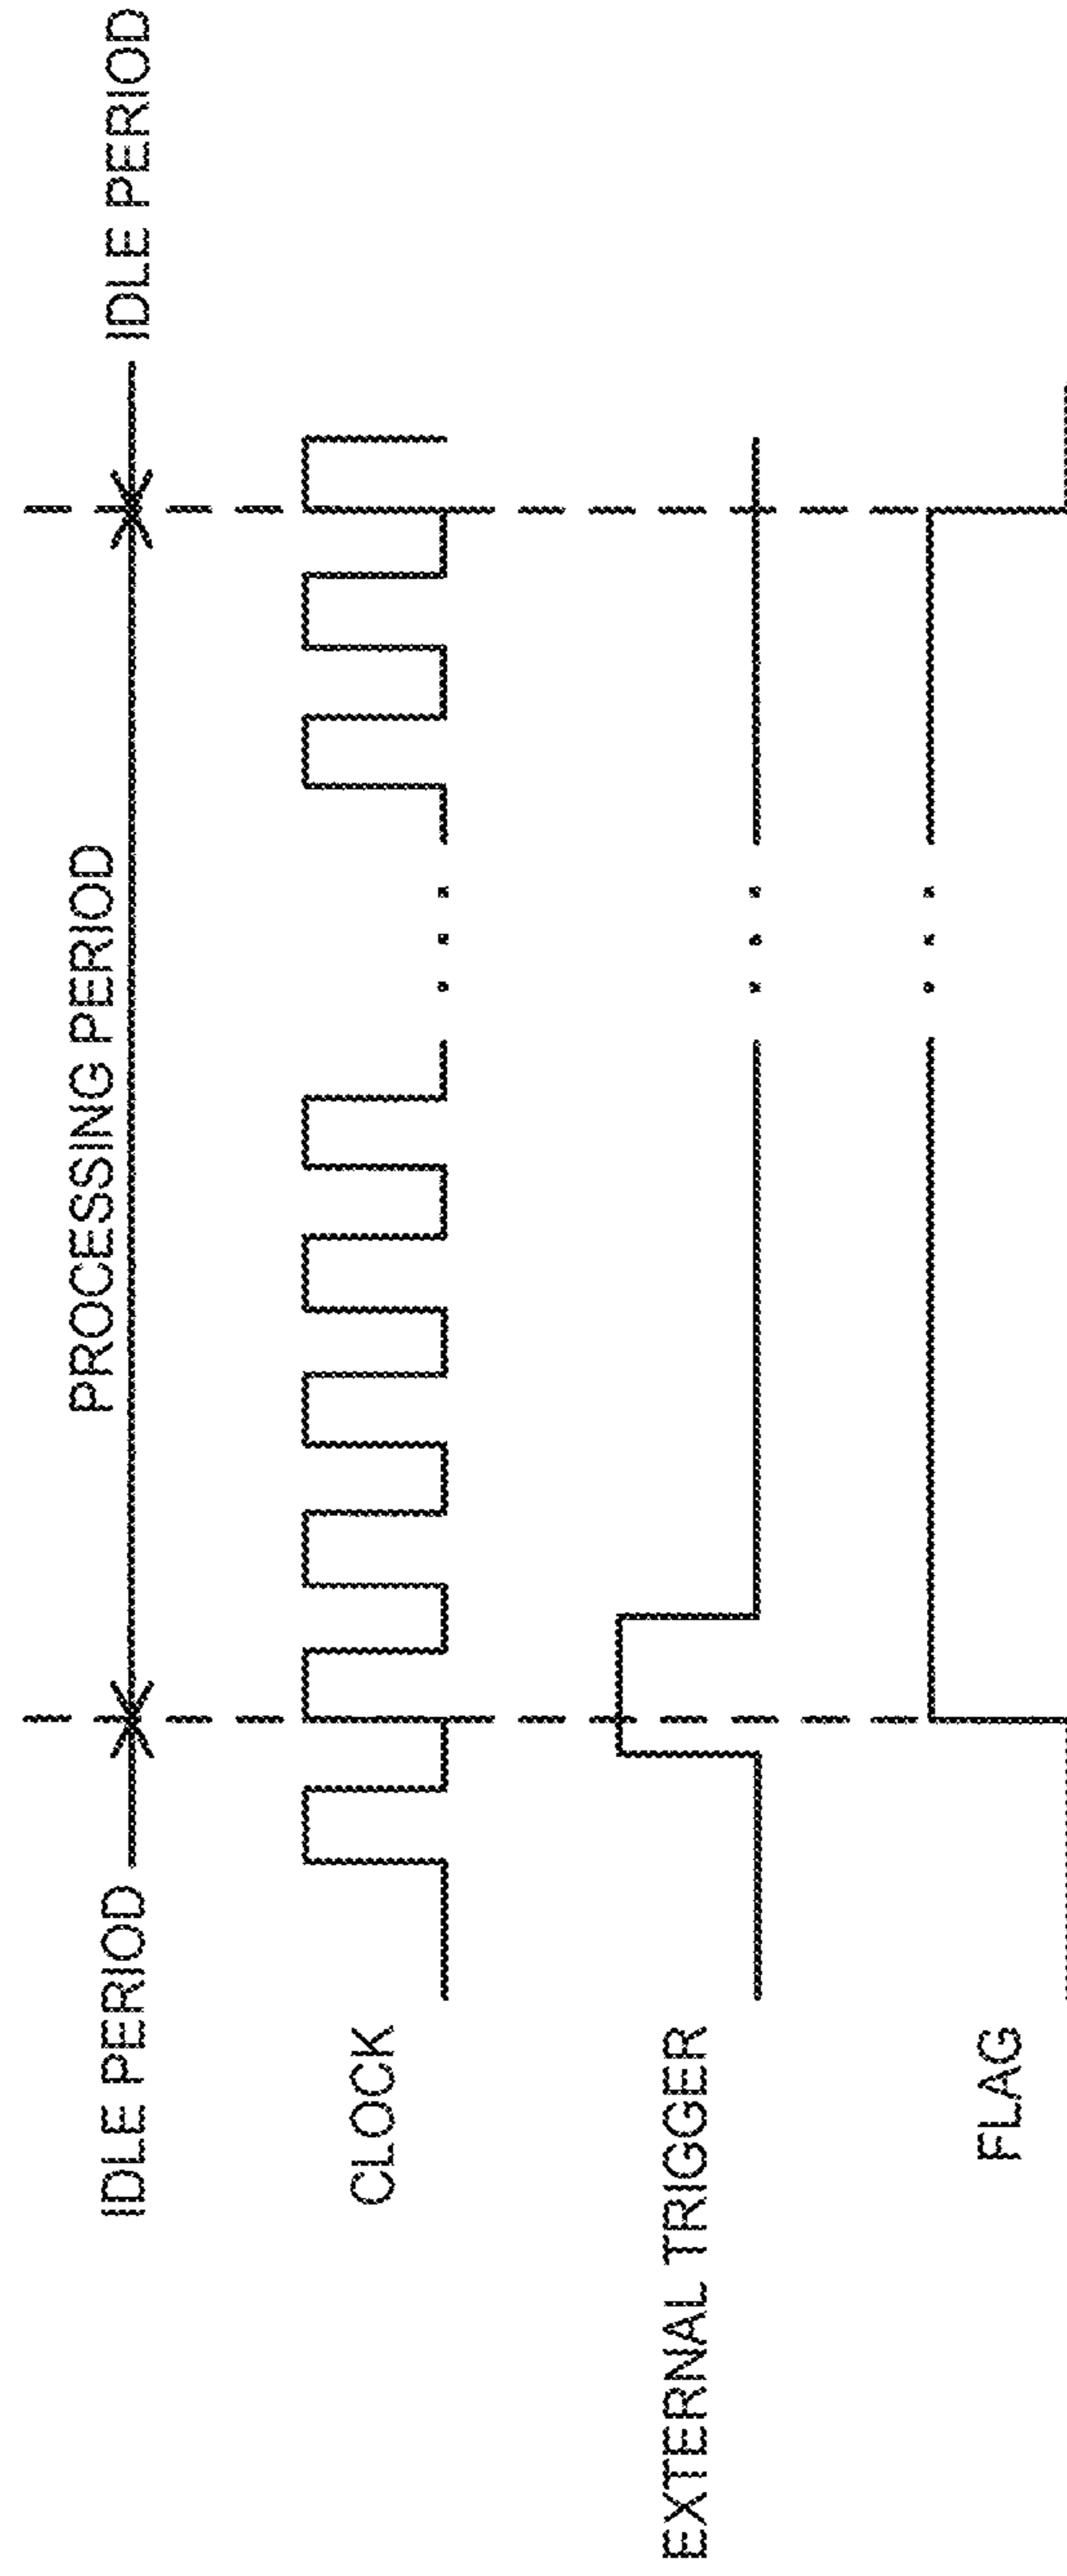 IDLE PERIOD
PROCESSING PERIOD
IDLE PERIOD
CLOCK
EXTERNAL TRIGGER
FLAG